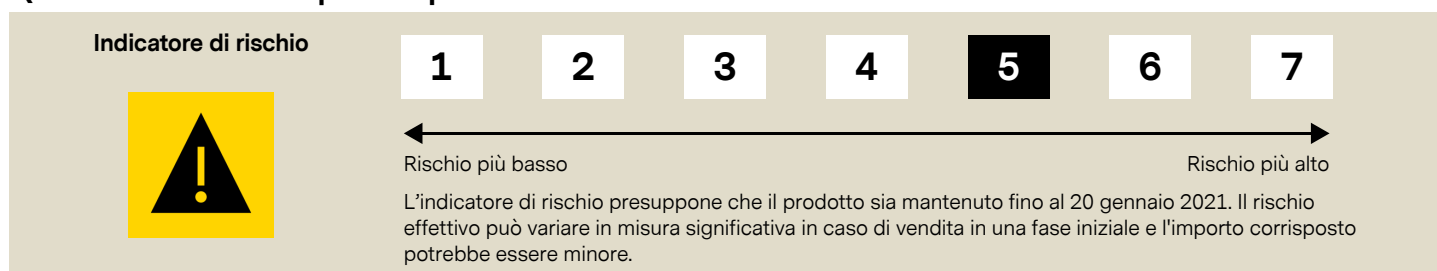 Indicatore di rischio
1 2 3 4 5 6 7
Rischio più basso Rischio più alto
L'indicatore di rischio presuppone che il prodotto sia mantenuto fino al 20 gennaio 2021. Il rischio
effettivo può variare in misura significativa in caso di vendita in una fase iniziale e l'importo corrisposto
potrebbe essere minore.